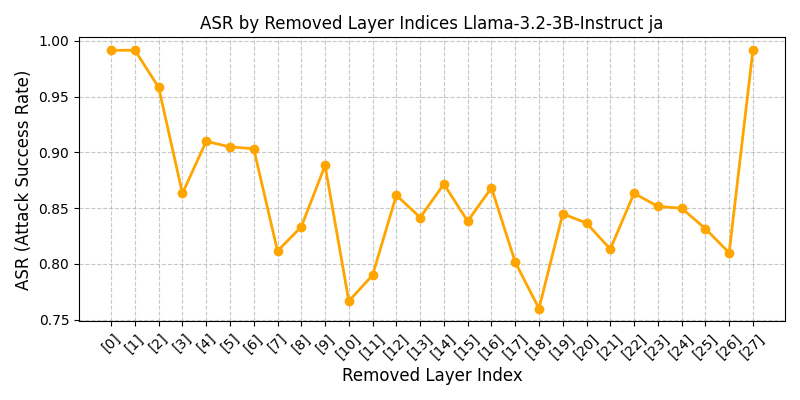 ASR by Removed Layer Indices Llama-3.2-3B-Instruct ja
ASR (Attack Success Rate)
1.00
0.95
0.90
0.85
0.80
0.75
[0] [1] [2] [3] [4] [5] [6] [7] [8] [9] [10] [11] [12] [13] [14] [15] [16] [17] [18] [19] [20] [21] [22] [23] [24] [25] [26] [27]
Removed Layer Index